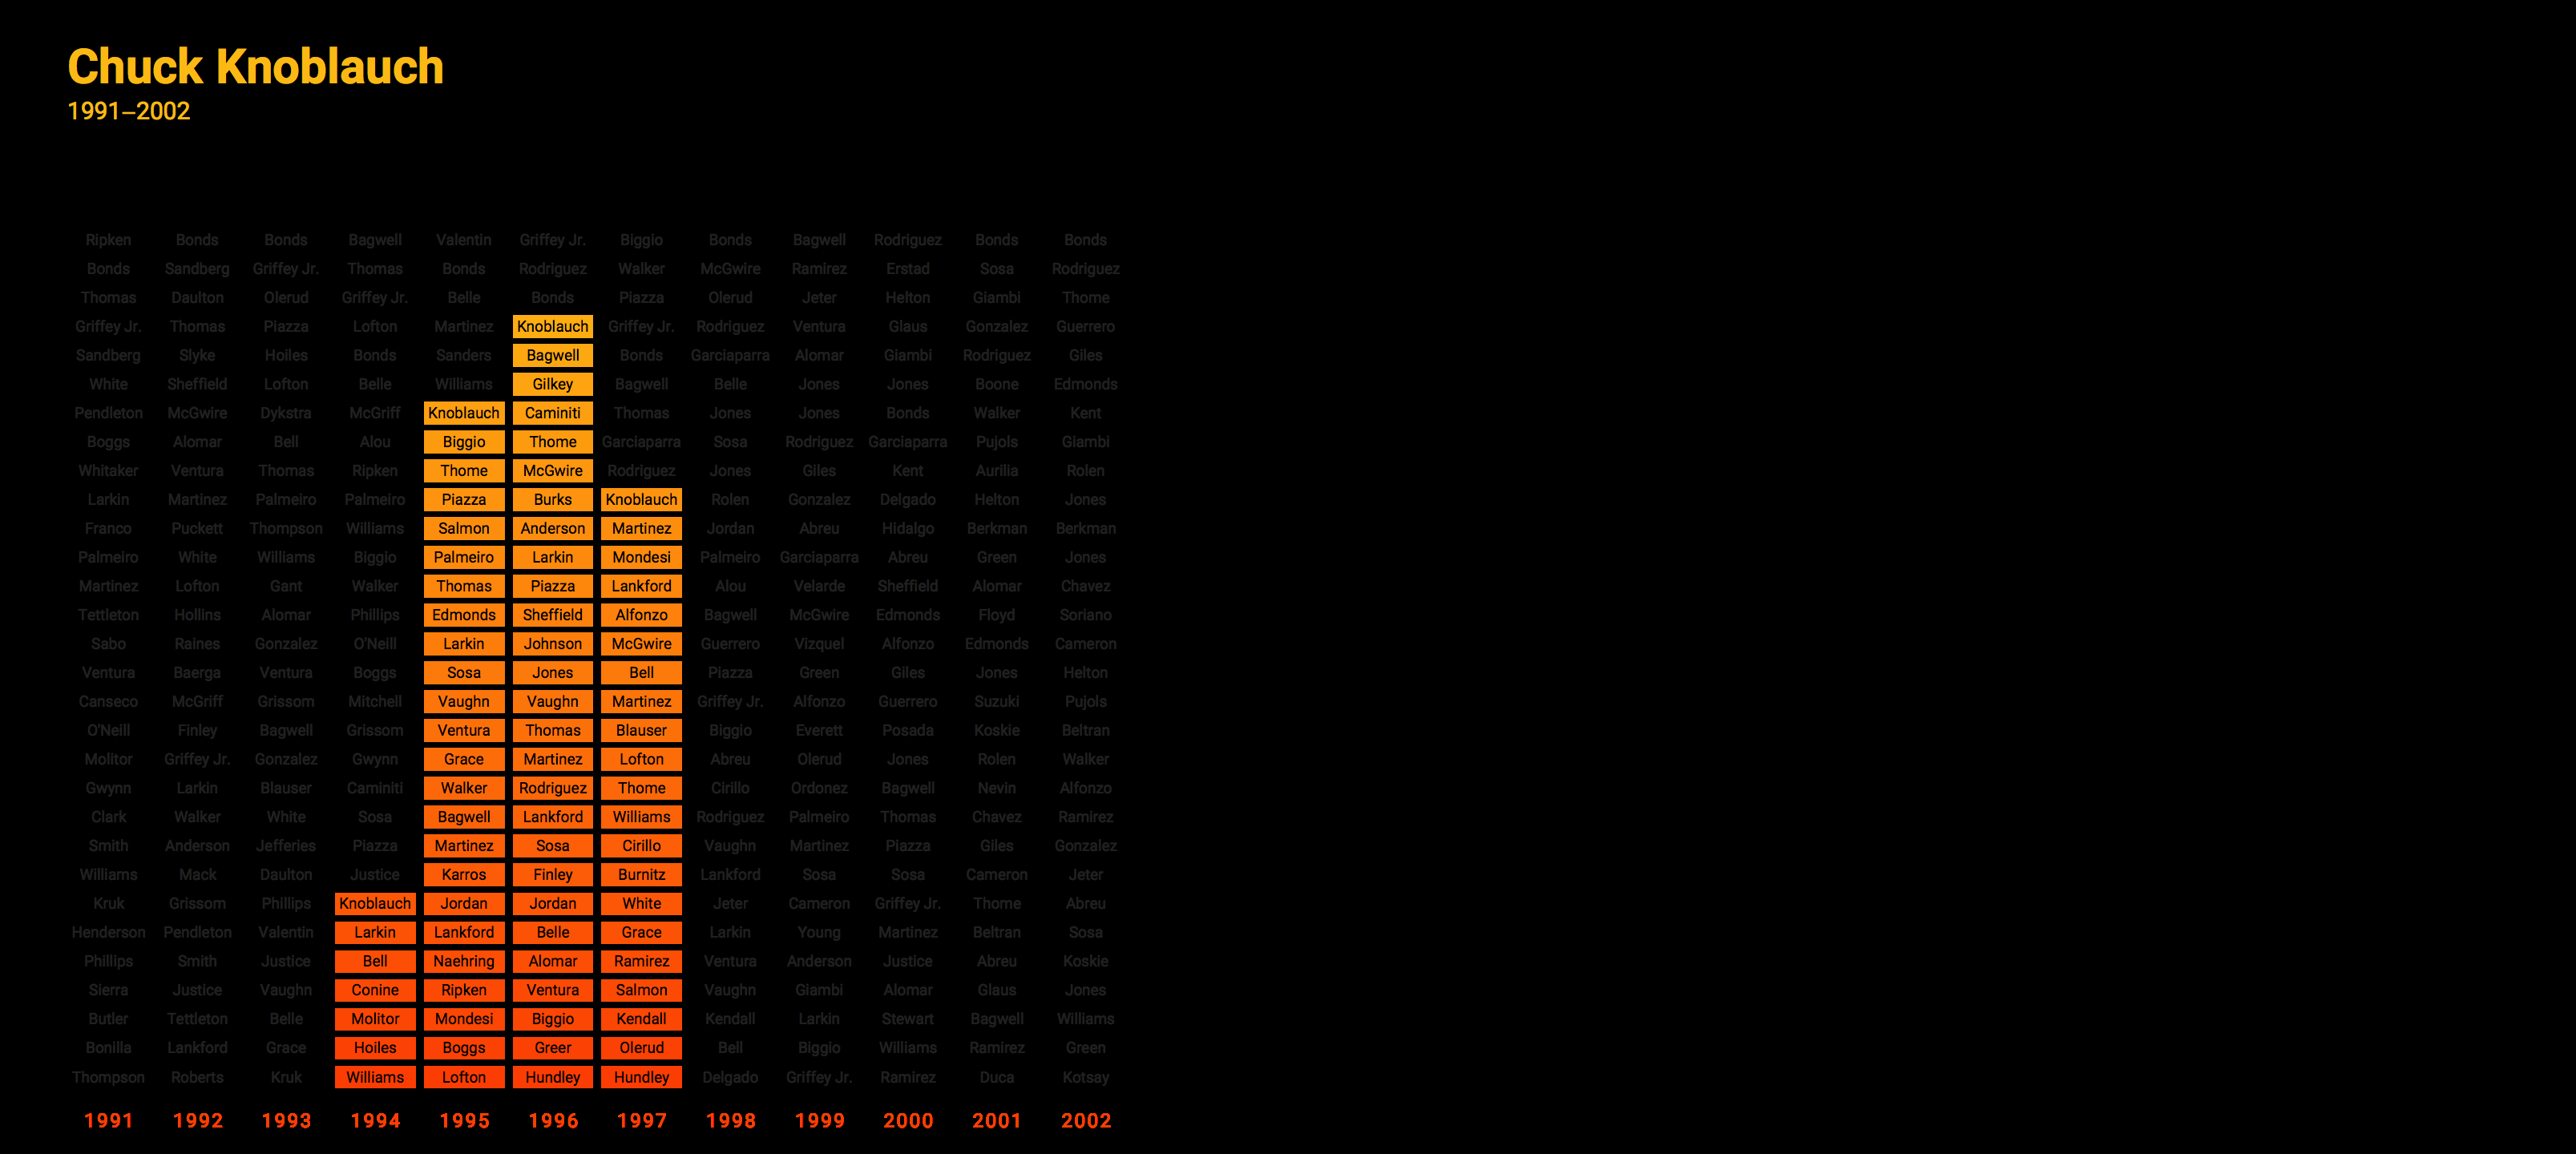 Chuck Knoblauch
1991–2002
Ripken Bonds Bonds Bagwell Valentin Griffey Jr. Biggio Bonds Bagwell Rodriguez Bonds Bonds
Bonds Sandberg Griffey Jr. Thomas Bonds Rodriguez Walker McGwire Ramirez Erstad Sosa Rodriguez
Thomas Daulton Olerud Griffey Jr. Belle Bonds Piazza Olerud Jeter Helton Giambi Thome
Griffey Jr. Thomas Piazza Lofton Martinez Knoblauch Griffey Jr. Rodriguez Ventura Glaus Gonzalez Guerrero
Sandberg Slyke Hoiles Bonds Sanders Bagwell Bonds Garciaparra Alomar Giambi Rodriguez Giles
White Sheffield Lofton Belle Williams Gilkey Bagwell Belle Jones Jones Boone Edmonds
Pendleton McGwire Dykstra McGriff Knoblauch Caminiti Thomas Jones Jones Bonds Walker Kent
Boggs Alomar Bell Alou Biggio Thome Garciaparra Sosa Rodriguez Garciaparra Pujols Giambi
Whitaker Ventura Thomas Ripken Thome McGwire Rodriguez Jones Giles Kent Aurilia Rolen
Larkin Martinez Palmeiro Palmeiro Piazza Burks Knoblauch Rolen Gonzalez Delgado Helton Jones
Franco Puckett Thompson Williams Salmon Anderson Martinez Jordan Abreu Hidalgo Berkman Berkman
Palmeiro White Williams Biggio Palmeiro Larkin Mondesi Palmeiro Garciaparra Abreu Green Jones
Martinez Lofton Gant Walker Thomas Piazza Lankford Alou Velarde Sheffield Alomar Chavez
Tettleton Hollins Alomar Phillips Edmonds Sheffield Alfonzo Bagwell McGwire Edmonds Floyd Soriano
Sabo Raines Gonzalez O'Neill Larkin Johnson McGwire Guerrero Vizquel Alfonzo Edmonds Cameron
Ventura Baerga Ventura Boggs Sosa Jones Bell Piazza Green Giles Jones Helton
Canseco McGriff Grissom Mitchell Vaughn Vaughn Martinez Griffey Jr. Alfonzo Guerrero Suzuki Pujols
O'Neill Finley Bagwell Grissom Ventura Thomas Blauser Biggio Everett Posada Koskie Beltran
Molitor Griffey Jr. Gonzalez Gwynn Grace Martinez Lofton Abreu Olerud Jones Rolen Walker
Gwynn Larkin Blauser Caminiti Walker Rodriguez Thome Cirillo Ordonez Bagwell Nevin Alfonzo
Clark Walker White Sosa Bagwell Lankford Williams Rodriguez Palmeiro Thomas Chavez Ramirez
Smith Anderson Jefferies Piazza Martinez Sosa Cirillo Vaughn Martinez Piazza Giles Gonzalez
Williams Mack Daulton Justice Karros Finley Burnitz Lankford Sosa Sosa Cameron Jeter
Kruk Grissom Phillips Knoblauch Jordan Jordan White Jeter Cameron Griffey Jr. Thome Abreu
Henderson Pendleton Valentin Larkin Lankford Belle Grace Larkin Young Martinez Beltran Sosa
Phillips Smith Justice Bell Naehring Alomar Ramirez Ventura Anderson Justice Abreu Koskie
Sierra Justice Vaughn Conine Ripken Ventura Salmon Vaughn Giambi Alomar Glaus Jones
Butler Tettleton Belle Molitor Mondesi Biggio Kendall Kendall Larkin Stewart Bagwell Williams
Bonilla Lankford Grace Hoiles Boggs Greer Olerud Bell Biggio Williams Ramirez Green
Thompson Roberts Kruk Williams Lofton Hundley Hundley Delgado Griffey Jr. Ramirez Duca Kotsay
1991 1992 1993 1994 1995 1996 1997 1998 1999 2000 2001 2002